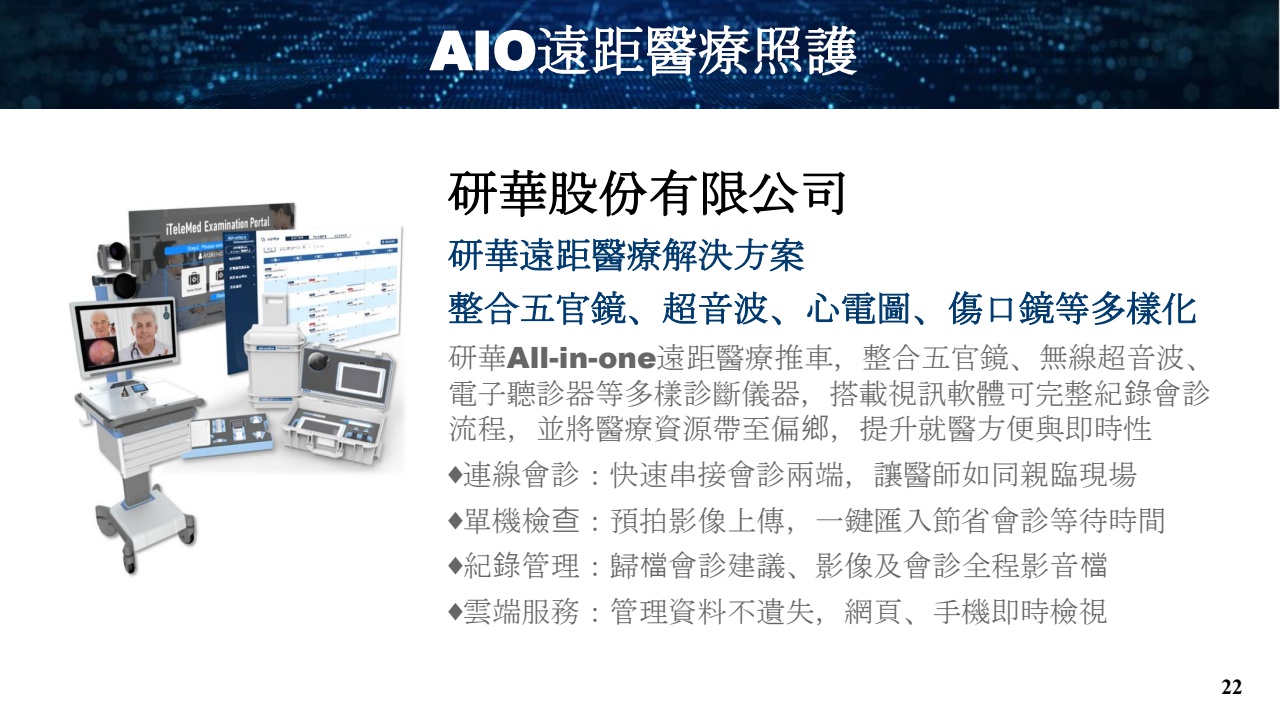 AIO遠距醫療照護
研華股份有限公司
研華遠距醫療解決方案
整合五官鏡、超音波、心電圖、傷口鏡等多樣化
研華All-in-one遠距醫療推車，整合五官鏡、無線超音波、
電子聽診器等多樣診斷儀器，搭載視訊軟體可完整紀錄會診
流程，並將醫療資源帶至偏鄉，提升就醫方便與即時性
♦連線會診：快速串接會診兩端，讓醫師如同親臨現場
♦單機檢查：預拍影像上傳，一鍵匯入節省會診等待時間
♦紀錄管理：歸檔會診建議、影像及會診全程影音檔
♦雲端服務：管理資料不遺失，網頁、手機即時檢視
iTeleMed Examination Portal
22